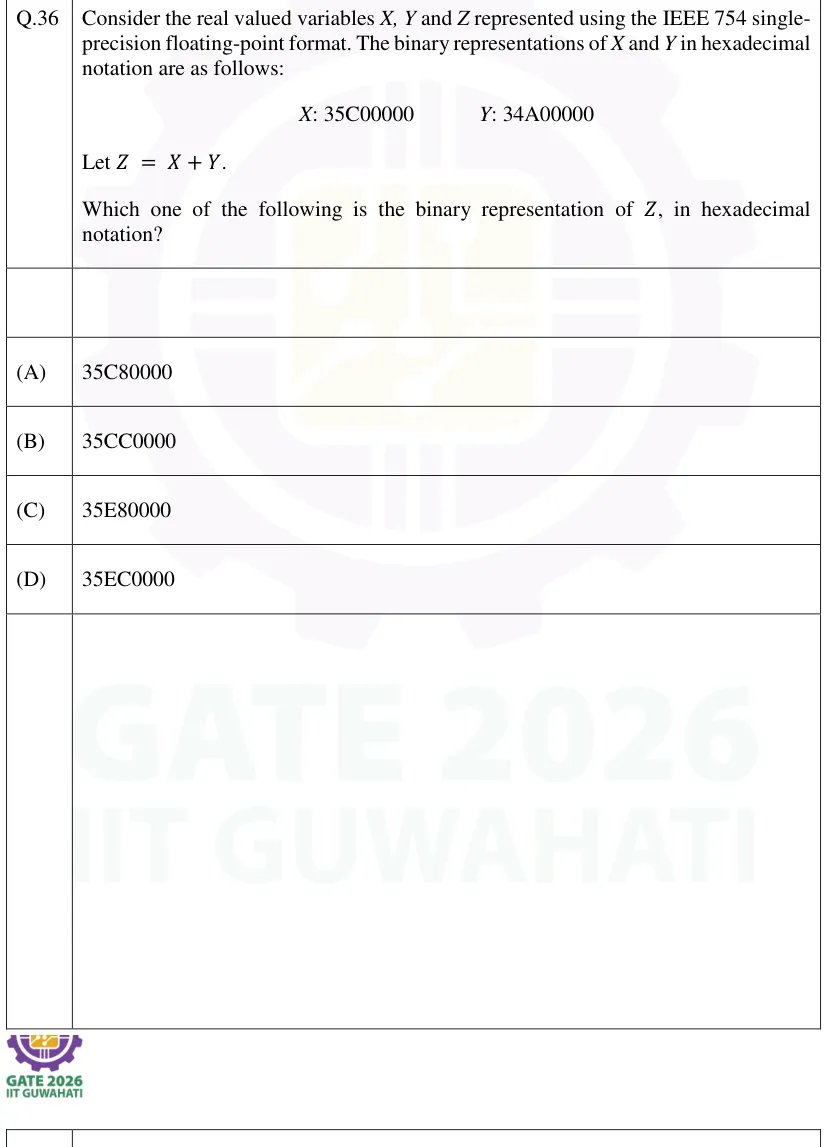 Q.36 Consider the real valued variables X, Y and Z represented using the IEEE 754 single-
precision floating-point format. The binary representations of X and Y in hexadecimal
notation are as follows:
X: 35C00000 Y: 34A00000
Let Z = X + Y.
Which one of the following is the binary representation of Z, in hexadecimal
notation?
(A) 35C80000
(B) 35CC0000
(C) 35E80000
(D) 35EC0000
GATE 2026
IIT GUWAHATI
GATE 2026
IIT GUWAHATI